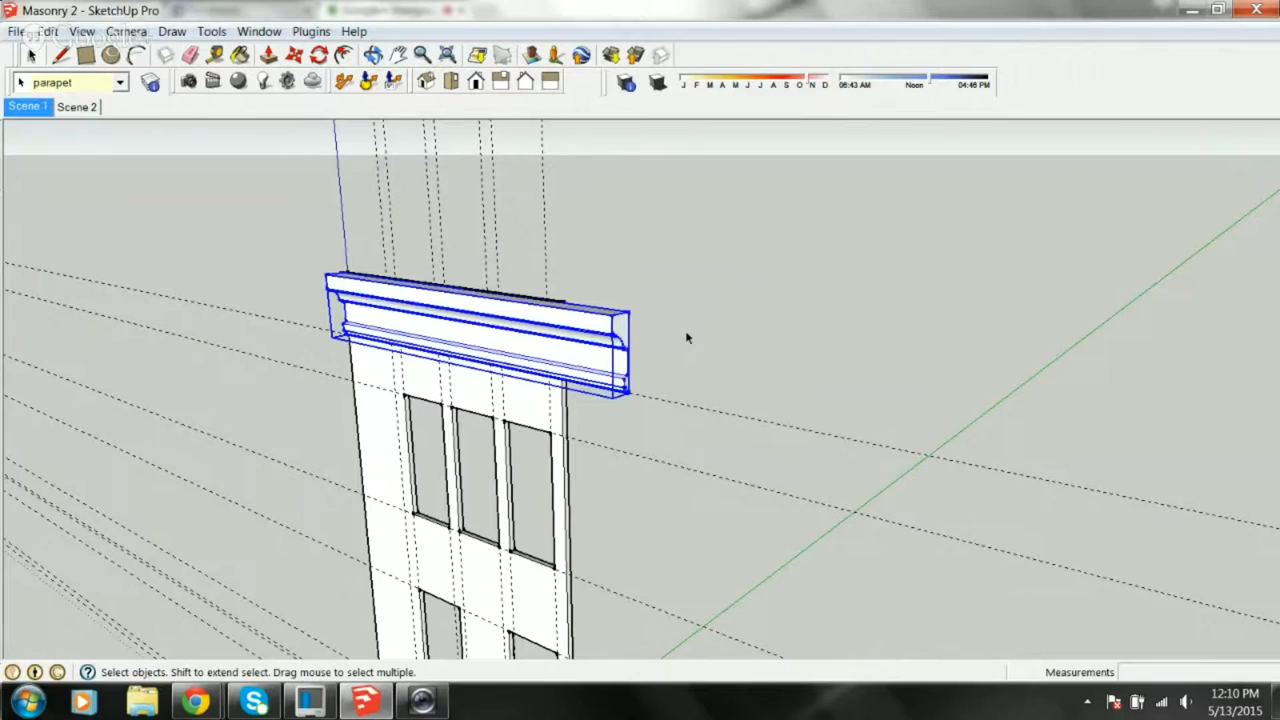 Masonry 2 - SketchUp Pro
File Edit View Camera Draw Tools Window Plugins Help
parapet
J F M A M J J A S O N D
06:43 AM Noon 04:46 PM
Scene 1 Scene 2
Select objects. Shift to extend select. Drag mouse to select multiple.
Measurements
12:10 PM
5/13/2015